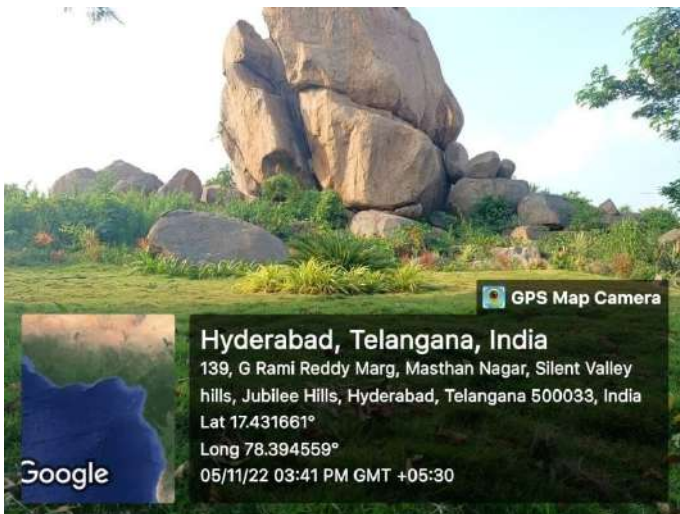 GPS Map Camera
Hyderabad, Telangana, India
139, G Rami Reddy Marg, Masthan Nagar, Silent Valley
hills, Jubilee Hills, Hyderabad, Telangana 500033, India
Lat 17.431661°
Long 78.394559°
05/11/22 03:41 PM GMT +05:30
Google